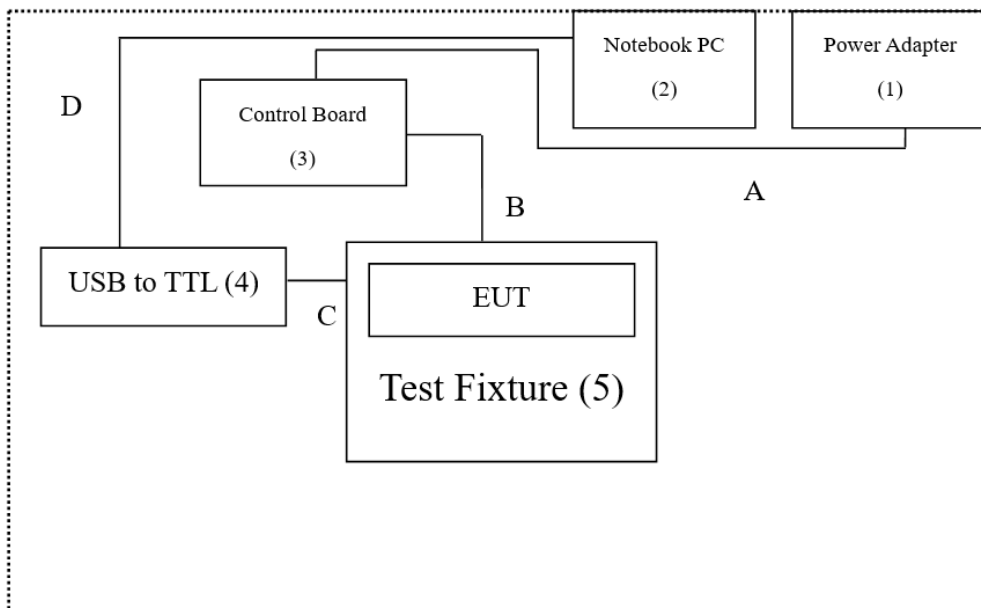 Notebook PC
(2)
Power Adapter
(1)
D
Control Board
(3)
A
B
USB to TTL (4)
C
EUT
Test Fixture (5)